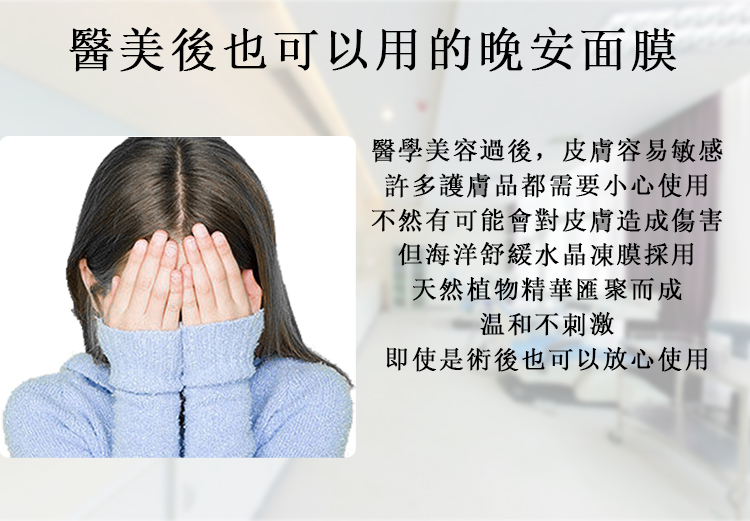 醫美後也可以用的晚安面膜
醫學美容過後，皮膚容易敏感
許多護膚品都需要小心使用
不然有可能會對皮膚造成傷害
但海洋舒緩水晶凍膜採用
天然植物精華匯聚而成
温和不刺激
即使是術後也可以放心使用